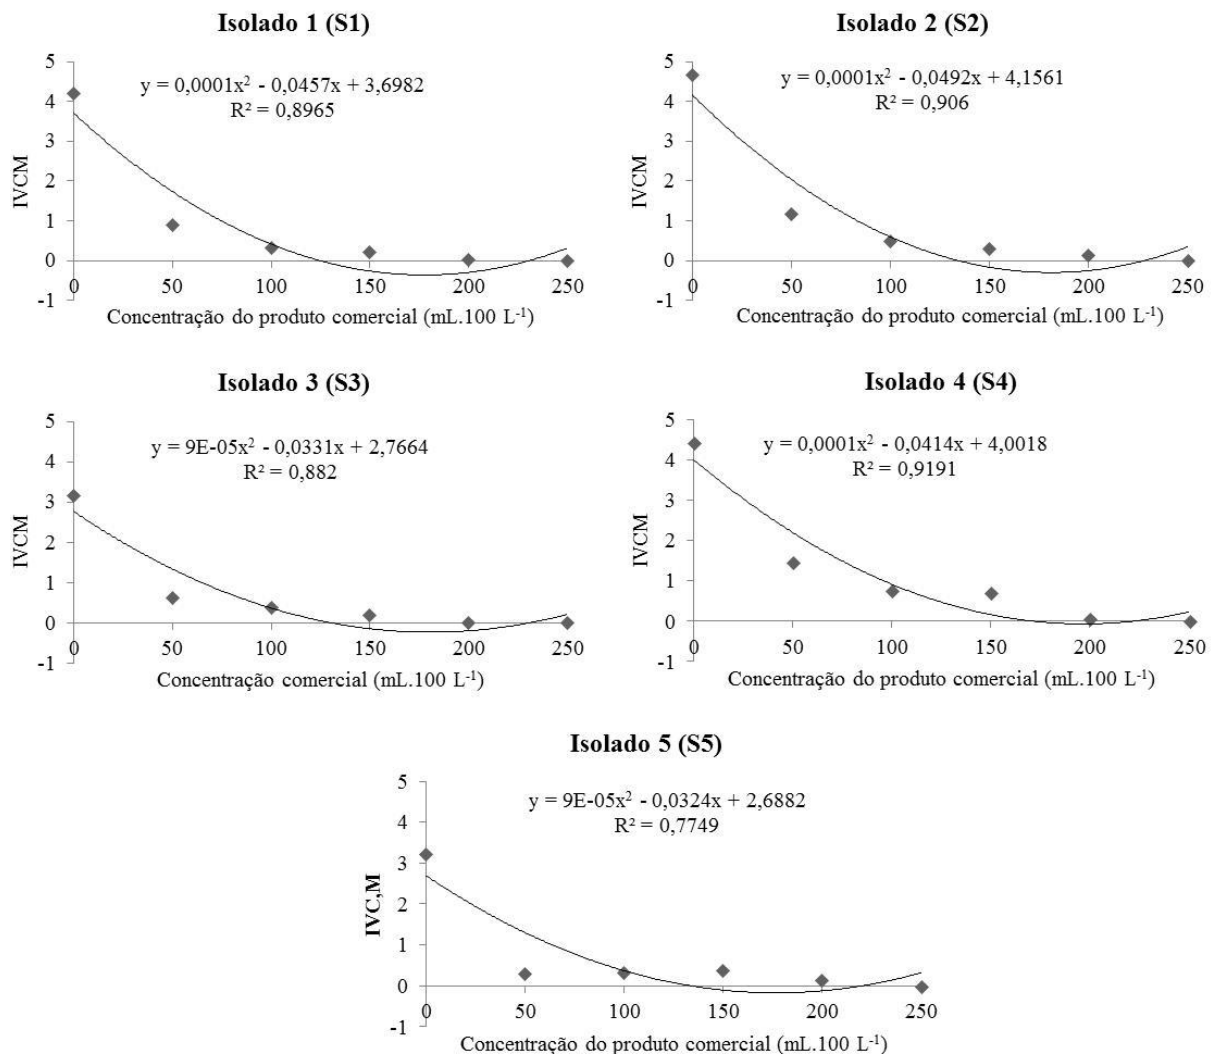 Isolado 1 (S1)
y = 0,0001x² - 0,0457x + 3,6982
R² = 0,8965
IVCM
5
4
3
2
1
0
-1
0 50 100 150 200 250
Concentração do produto comercial (mL.100 L⁻¹)
Isolado 2 (S2)
y = 0,0001x² - 0,0492x + 4,1561
R² = 0,906
IVCM
5
4
3
2
1
0
-1
0 50 100 150 200 250
Concentração do produto comercial (mL.100 L⁻¹)
Isolado 3 (S3)
y = 9E-05x² - 0,0331x + 2,7664
R² = 0,882
IVCM
5
4
3
2
1
0
-1
0 50 100 150 200 250
Concentração comercial (mL.100 L⁻¹)
Isolado 4 (S4)
y = 0,0001x² - 0,0414x + 4,0018
R² = 0,9191
IVCM
5
4
3
2
1
0
-1
0 50 100 150 200 250
Concentração do produto comercial (mL.100 L⁻¹)
Isolado 5 (S5)
y = 9E-05x² - 0,0324x + 2,6882
R² = 0,7749
IVC,M
5
4
3
2
1
0
-1
0 50 100 150 200 250
Concentração do produto comercial (mL.100 L⁻¹)